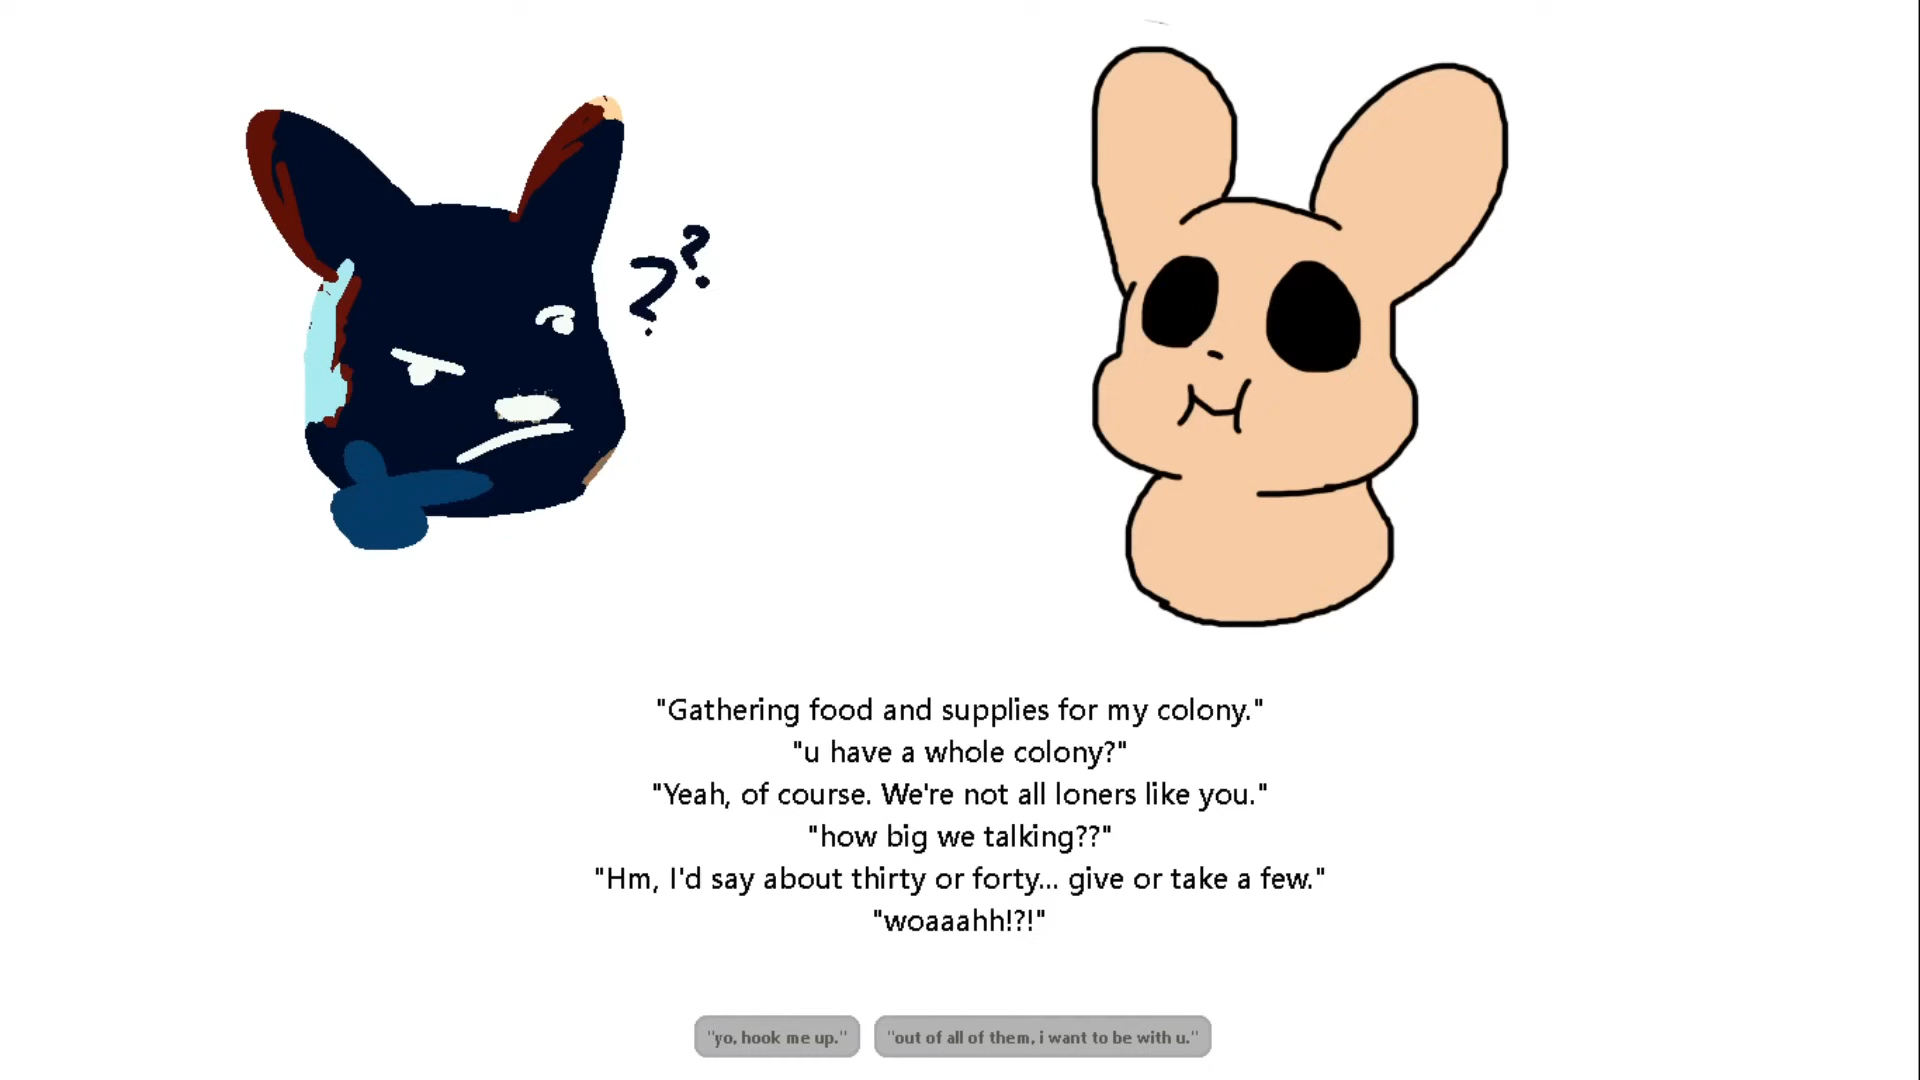 ??
"Gathering food and supplies for my colony."
"u have a whole colony?"
"Yeah, of course. We're not all loners like you."
"how big we talking??"
"Hm, I'd say about thirty or forty... give or take a few."
"woaaahh!?!"
"yo, hook me up."
"out of all of them, i want to be with u."